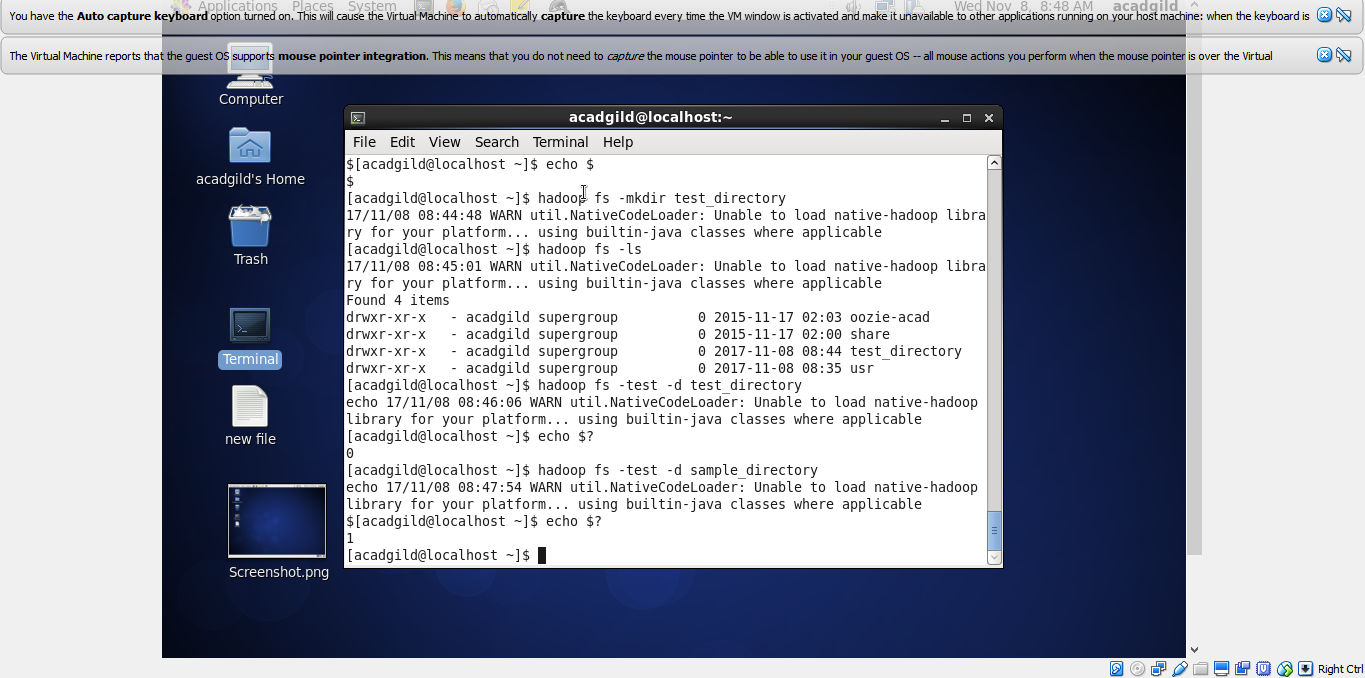 Applications Places System Wed Nov 8, 8:48 AM acadgild
You have the Auto capture keyboard option turned on. This will cause the Virtual Machine to automatically capture the keyboard every time the VM window is activated and make it unavailable to other applications running on your host machine: when the keyboard is
The Virtual Machine reports that the guest OS supports mouse pointer integration. This means that you do not need to capture the mouse pointer to be able to use it in your guest OS -- all mouse actions you perform when the mouse pointer is over the Virtual
Computer
acadgild's Home
Trash
Terminal
new file
Screenshot.png
acadgild@localhost:~
File Edit View Search Terminal Help
$[acadgild@localhost ~]$ echo $
$
[acadgild@localhost ~]$ hadoop fs -mkdir test_directory
17/11/08 08:44:48 WARN util.NativeCodeLoader: Unable to load native-hadoop libra
ry for your platform... using builtin-java classes where applicable
[acadgild@localhost ~]$ hadoop fs -ls
17/11/08 08:45:01 WARN util.NativeCodeLoader: Unable to load native-hadoop libra
ry for your platform... using builtin-java classes where applicable
Found 4 items
drwxr-xr-x   - acadgild supergroup          0 2015-11-17 02:03 oozie-acad
drwxr-xr-x   - acadgild supergroup          0 2015-11-17 02:00 share
drwxr-xr-x   - acadgild supergroup          0 2017-11-08 08:44 test_directory
drwxr-xr-x   - acadgild supergroup          0 2017-11-08 08:35 usr
[acadgild@localhost ~]$ hadoop fs -test -d test_directory
echo 17/11/08 08:46:06 WARN util.NativeCodeLoader: Unable to load native-hadoop
library for your platform... using builtin-java classes where applicable
[acadgild@localhost ~]$ echo $?
0
[acadgild@localhost ~]$ hadoop fs -test -d sample_directory
echo 17/11/08 08:47:54 WARN util.NativeCodeLoader: Unable to load native-hadoop
library for your platform... using builtin-java classes where applicable
$[acadgild@localhost ~]$ echo $?
1
[acadgild@localhost ~]$
Right Ctrl